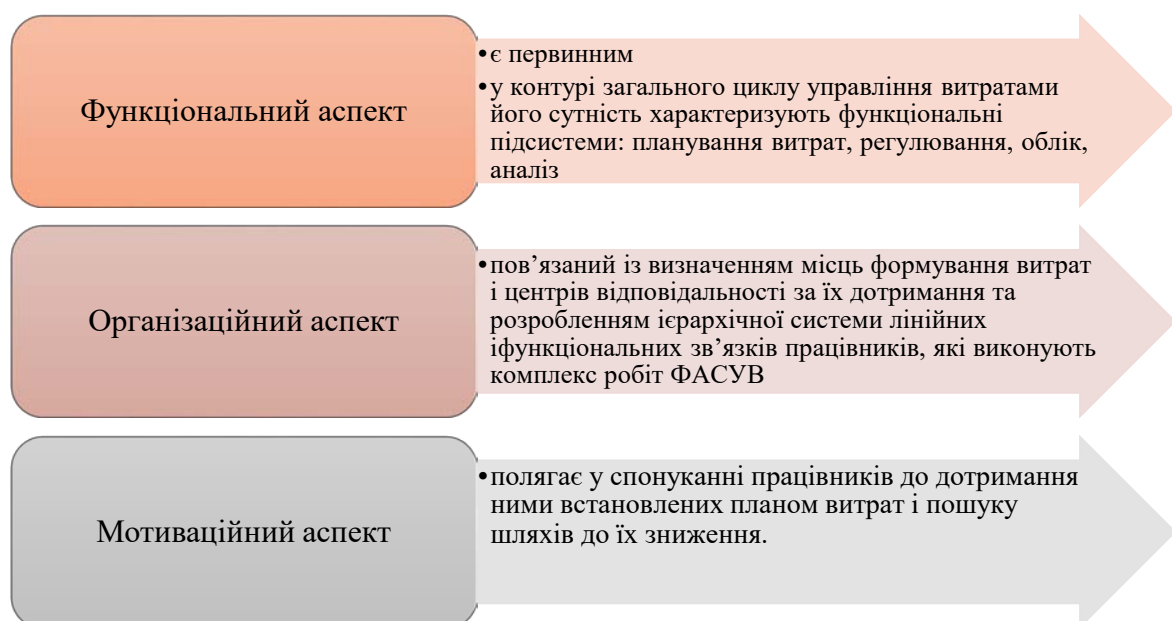 Функціональний аспект
•є первинним
•у контурі загального циклу управління витратами
його сутність характеризують функціональні
підсистеми: планування витрат, регулювання, облік,
аналіз
Організаційний аспект
•пов’язаний із визначенням місць формування витрат
і центрів відповідальності за їх дотримання та
розробленням ієрархічної системи лінійних
іфункціональних зв’язків працівників, які виконують
комплекс робіт ФАСУВ
Мотиваційний аспект
•полягає у спонуканні працівників до дотримання
ними встановлених планом витрат і пошуку
шляхів до їх зниження.